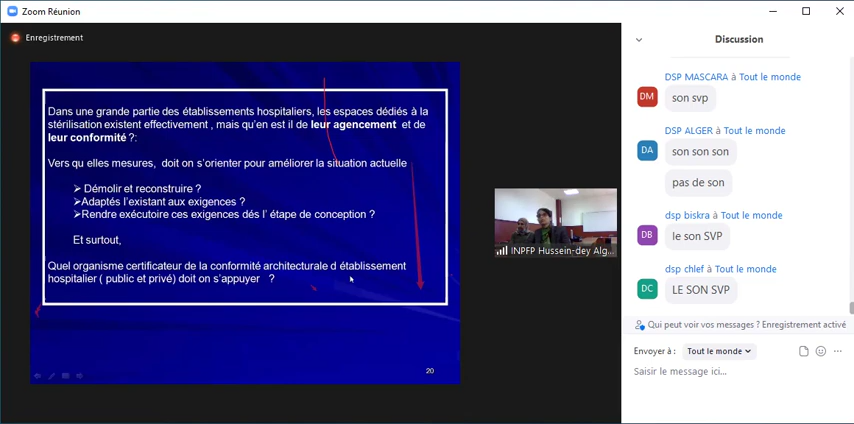 Zoom Réunion
Enregistrement
Dans une grande partie des établissements hospitaliers, les espaces dédiés à la
stérilisation existent effectivement , mais qu'en est il de leur agencement et de
leur conformité ?:
Vers qu elles mesures, doit on s'orienter pour améliorer la situation actuelle
➢ Démolir et reconstruire ?
➢Adaptés l'existant aux exigences ?
➢Rendre exécutoire ces exigences dés l' étape de conception ?
Et surtout,
Quel organisme certificateur de la conformité architecturale d établissement
hospitalier ( public et privé) doit on s'appuyer ?
20
INPFP Hussein-dey Alg...
Discussion
DSP MASCARA à Tout le monde
DM
son svp
DSP ALGER à Tout le monde
DA
son son son
pas de son
dsp biskra à Tout le monde
DB
le son SVP
dsp chlef à Tout le monde
DC
LE SON SVP
Qui peut voir vos messages ? Enregistrement activé
Envoyer à : Tout le monde
Saisir le message ici...